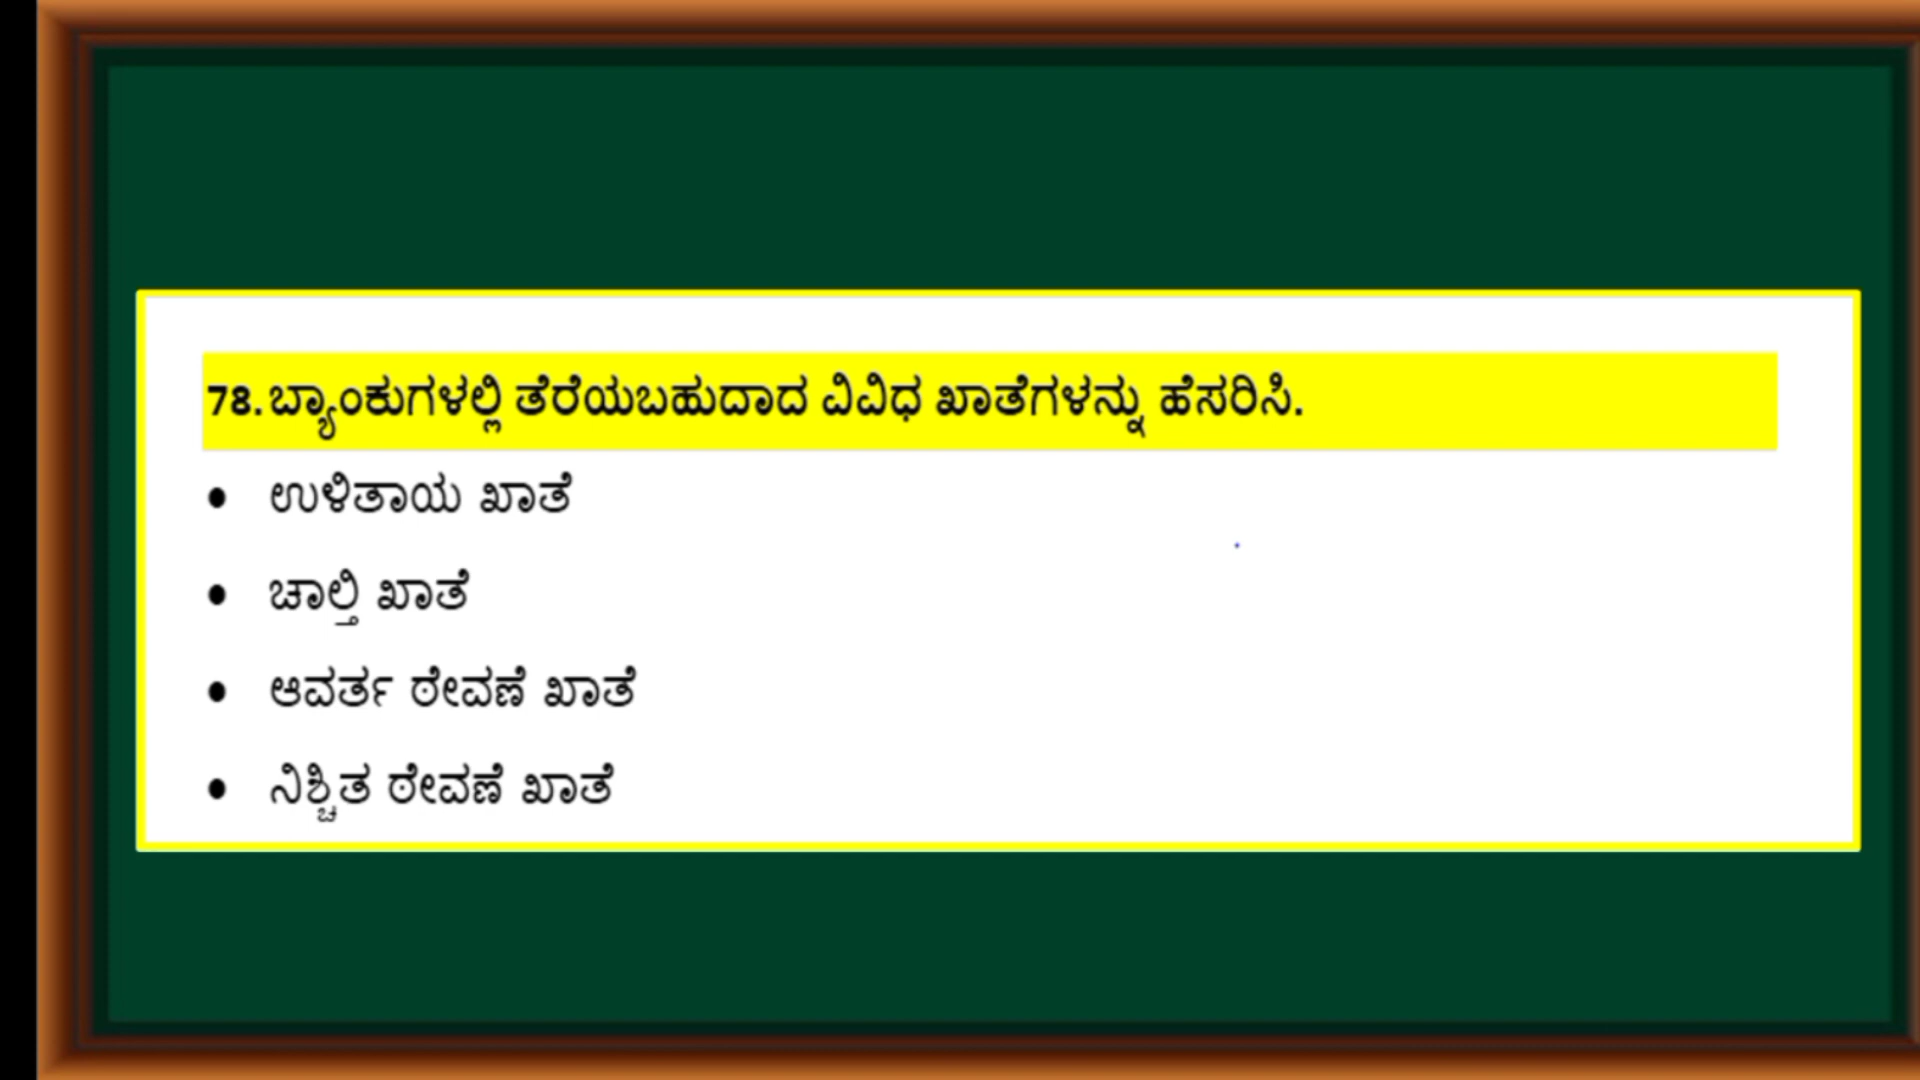 78. ಬ್ಯಾಂಕುಗಳಲ್ಲಿ ತೆರೆಯಬಹುದಾದ ವಿವಿಧ ಖಾತೆಗಳನ್ನು ಹೆಸರಿಸಿ.
• ಉಳಿತಾಯ ಖಾತೆ
• ಚಾಲ್ತಿ ಖಾತೆ
• ಆವರ್ತ ಠೇವಣಿ ಖಾತೆ
• ನಿಶ್ಚಿತ ಠೇವಣಿ ಖಾತೆ